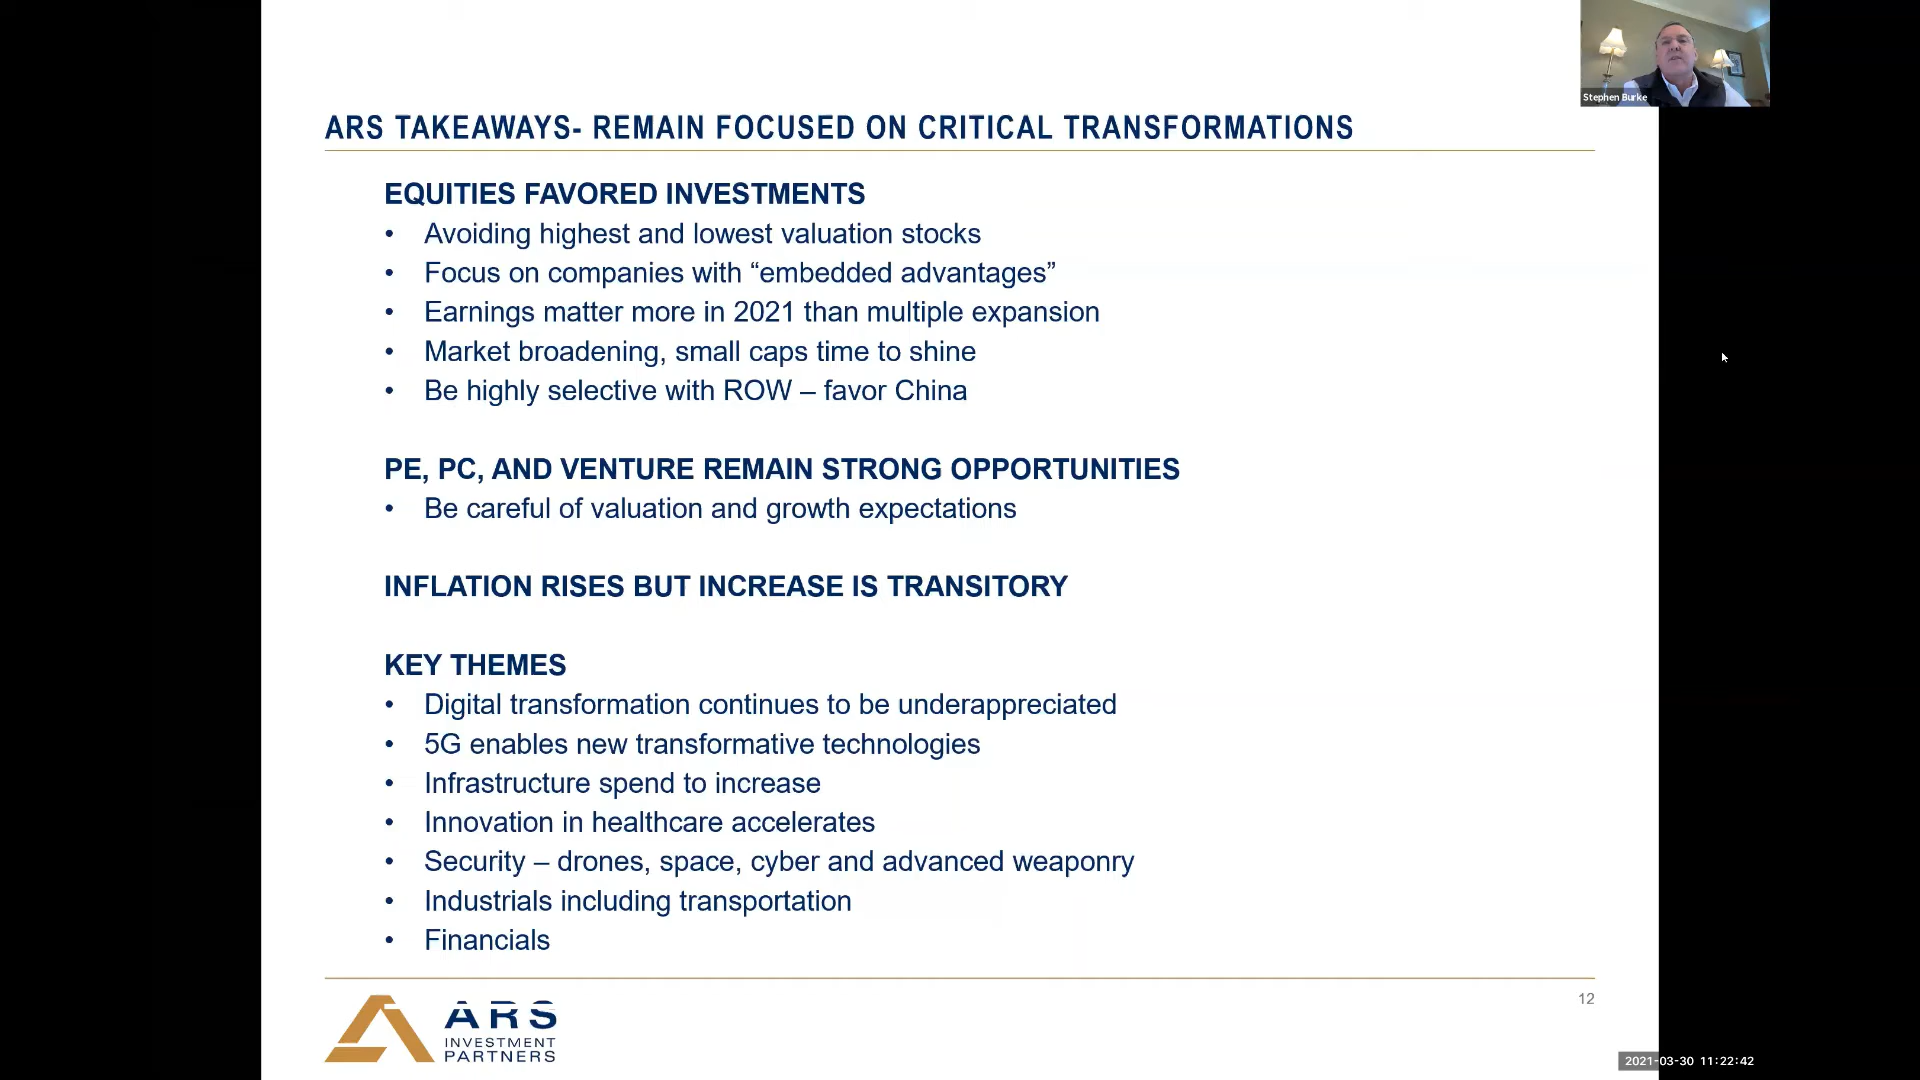 Stephen Burke
ARS TAKEAWAYS- REMAIN FOCUSED ON CRITICAL TRANSFORMATIONS
EQUITIES FAVORED INVESTMENTS
• Avoiding highest and lowest valuation stocks
• Focus on companies with “embedded advantages”
• Earnings matter more in 2021 than multiple expansion
• Market broadening, small caps time to shine
• Be highly selective with ROW – favor China
PE, PC, AND VENTURE REMAIN STRONG OPPORTUNITIES
• Be careful of valuation and growth expectations
INFLATION RISES BUT INCREASE IS TRANSITORY
KEY THEMES
• Digital transformation continues to be underappreciated
• 5G enables new transformative technologies
• Infrastructure spend to increase
• Innovation in healthcare accelerates
• Security – drones, space, cyber and advanced weaponry
• Industrials including transportation
• Financials
12
ARS
INVESTMENT
PARTNERS
2021-03-30 11:22:42